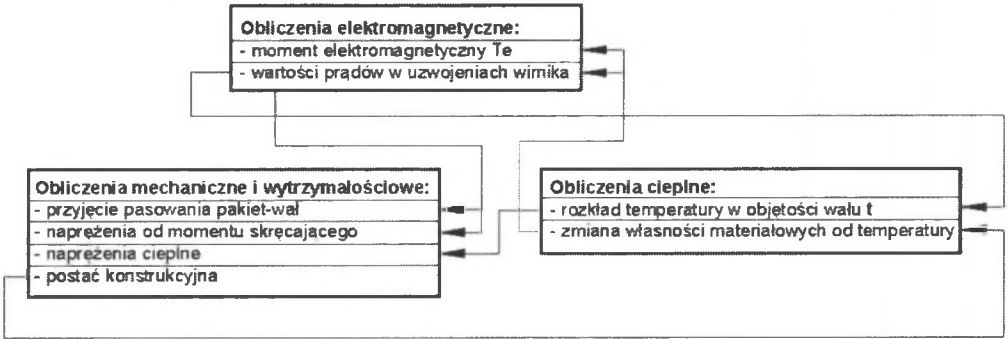 Obliczenia elektromagnetyczne:
- moment elektromagnetyczny Te
- wartości prądów w uzwojeniach wirnika
Obliczenia mechaniczne i wytrzymałościowe:
- przyjęcie pasowania pakiet-wał
- naprężenia od momentu skręcającego
- naprężenia cieplne
- postać konstrukcyjna
Obliczenia cieplne:
- rozkład temperatury w objętości wału t
- zmiana własności materiałowych od temperatury